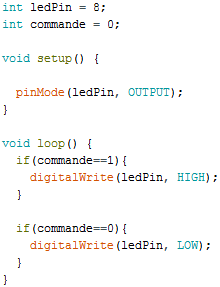 int ledPin = 8;
int commande = 0;
void setup() {
pinMode(ledPin, OUTPUT);
}
void loop() {
if(commande==1){
digitalWrite(ledPin, HIGH);
}
if(commande==0){
digitalWrite(ledPin, LOW);
}
}